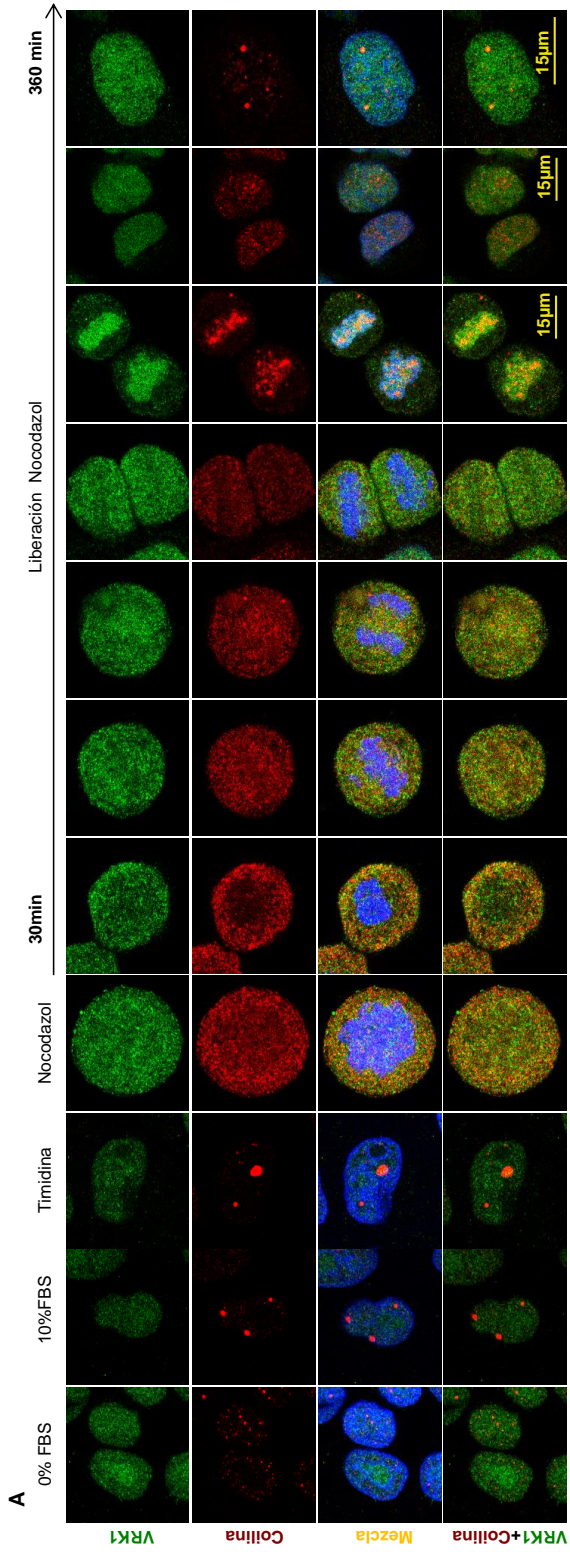 A
Liberación Nocodazol
0% FBS
10%FBS
Timidina
Nocodazol
30min
360 min
VRK1
Coilina
Mezcla
VRK1+Coilina
15µm
15µm
15µm